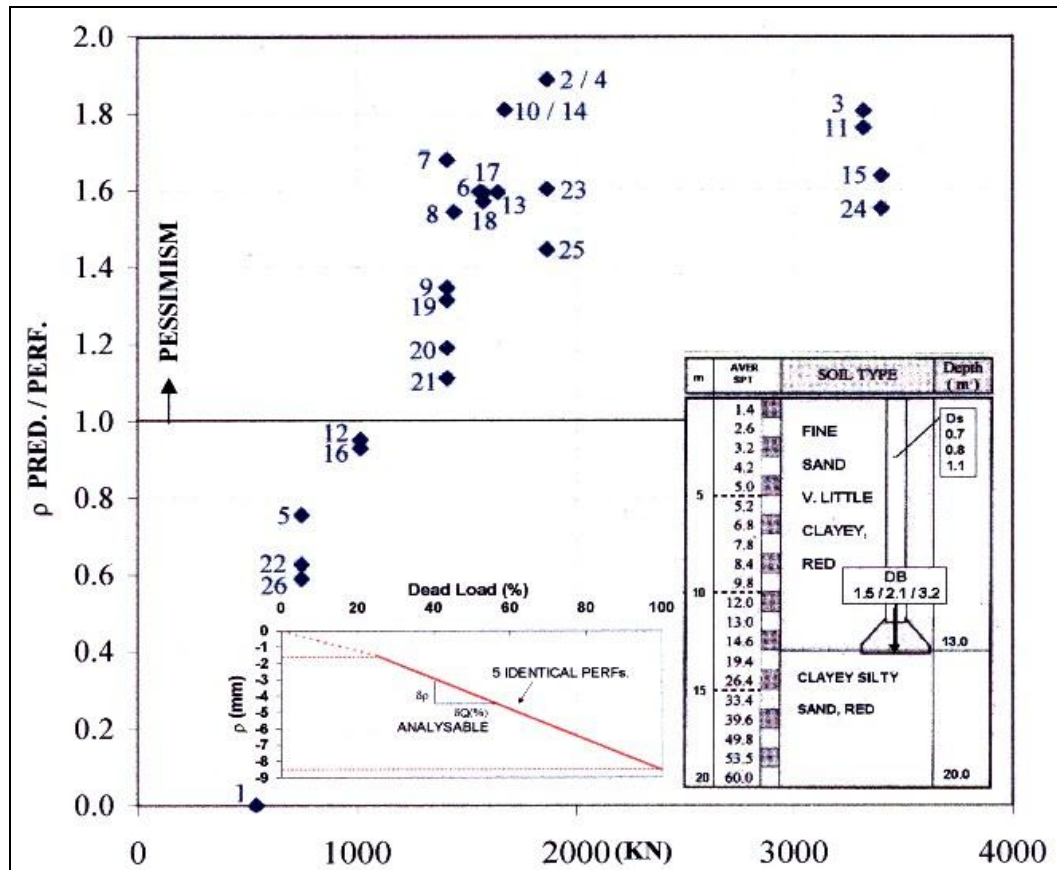 2.0
1.8
1.6
1.4
1.2
1.0
0.8
0.6
0.4
0.2
0.0
ρ PRED. / PERF.
PESSIMISM
2 / 4
10 / 14
3
11
7
17
6
15
23
13
8
18
24
25
9
19
20
21
12
16
5
22
26
1
Dead Load (%)
0 20 40 60 80 100
0
-1
-2
-3
-4
-5
-6
-7
-8
-9
ρ (mm)
5 IDENTICAL PERFs.
δρ
δQ(%)
ANALYSABLE
m
AVER SPT
SOIL TYPE
Depth
( m )
1.4
2.6
3.2
4.2
5.0
5
5.2
6.8
7.8
8.4
9.8
10
12.0
13.0
14.6
19.4
26.4
15
33.4
39.6
49.8
53.5
20
60.0
FINE
SAND
V. LITTLE
CLAYEY,
RED
Ds
0.7
0.8
1.1
DB
1.5 / 2.1 / 3.2
13.0
CLAYEY SILTY
SAND, RED
20.0
0 1000 2000 (KN) 3000 4000